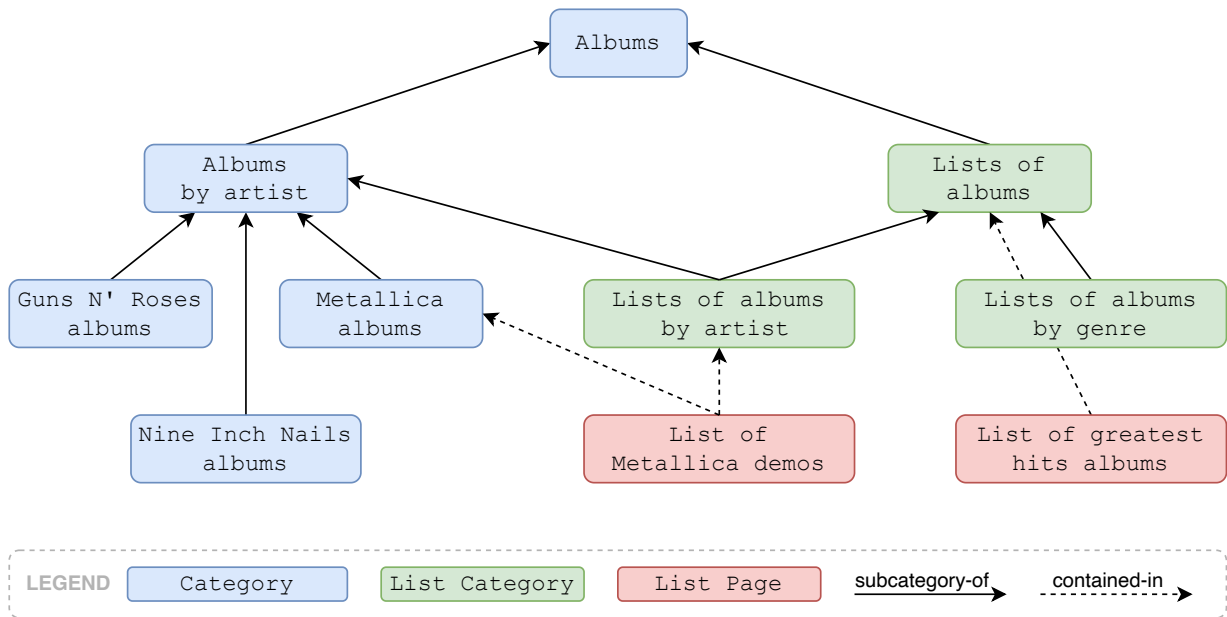 Albums
Albums
by artist
Lists of
albums
Guns N' Roses
albums
Metallica
albums
Lists of albums
by artist
Lists of albums
by genre
Nine Inch Nails
albums
List of
Metallica demos
List of greatest
hits albums
LEGEND
Category
List Category
List Page
subcategory-of
contained-in